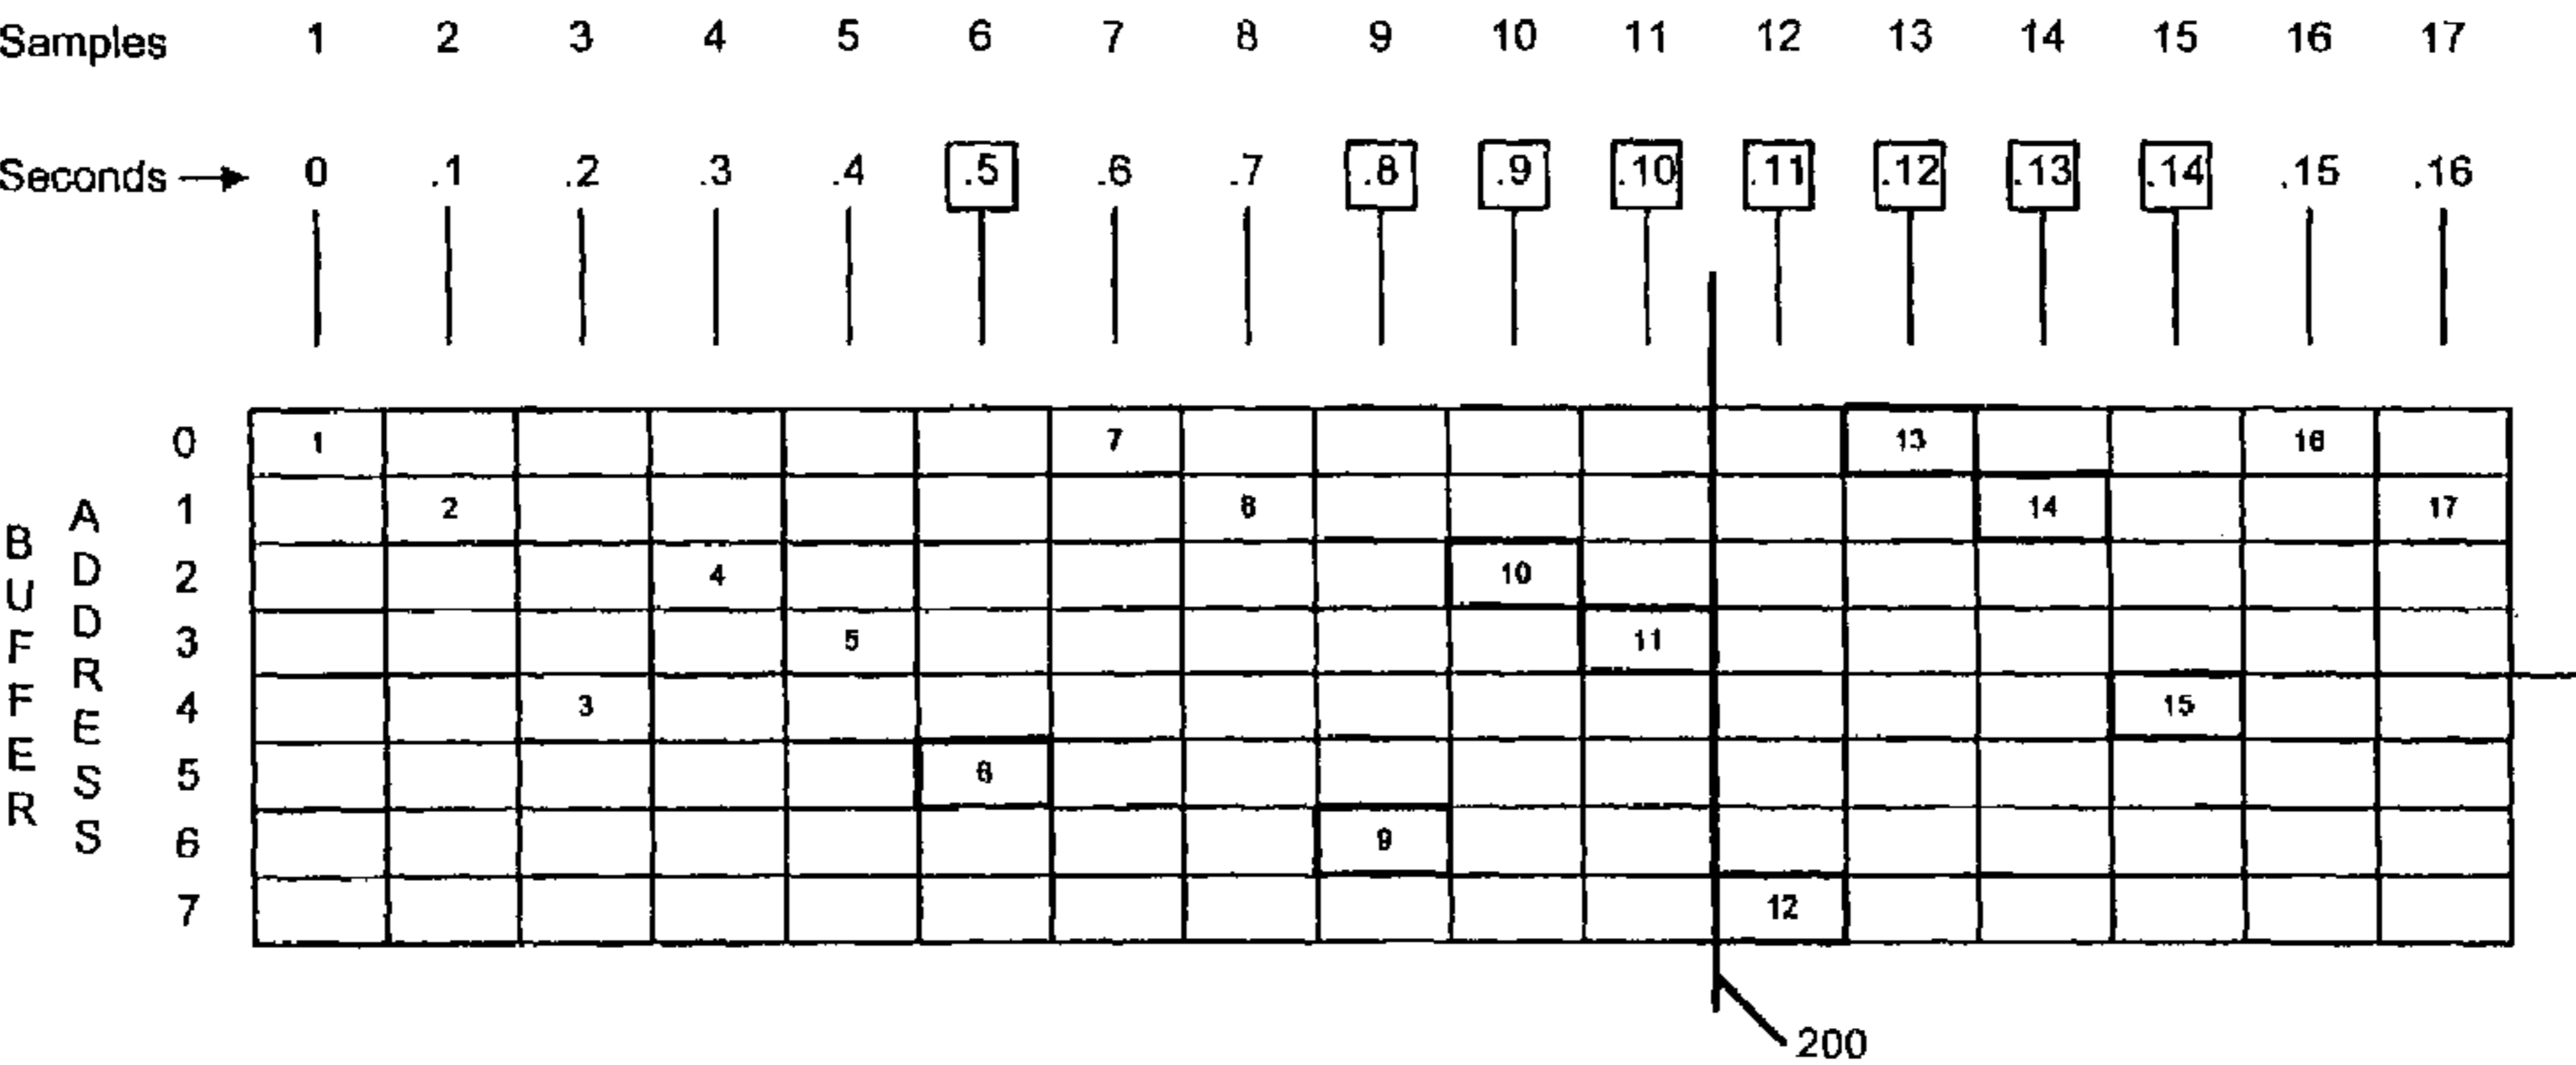 Samples 1 2 3 4 5 6 7 8 9 10 11 12 13 14 15 16 17
Seconds → 0 .1 .2 .3 .4 .5 .6 .7 .8 .9 .10 .11 .12 .13 .14 .15 .16
BUFFER
ADDRESS
0 1 7 13 16
1 2 8 14 17
2 4 10
3 5 11
4 3 15
5 6
6 9
7 12
200